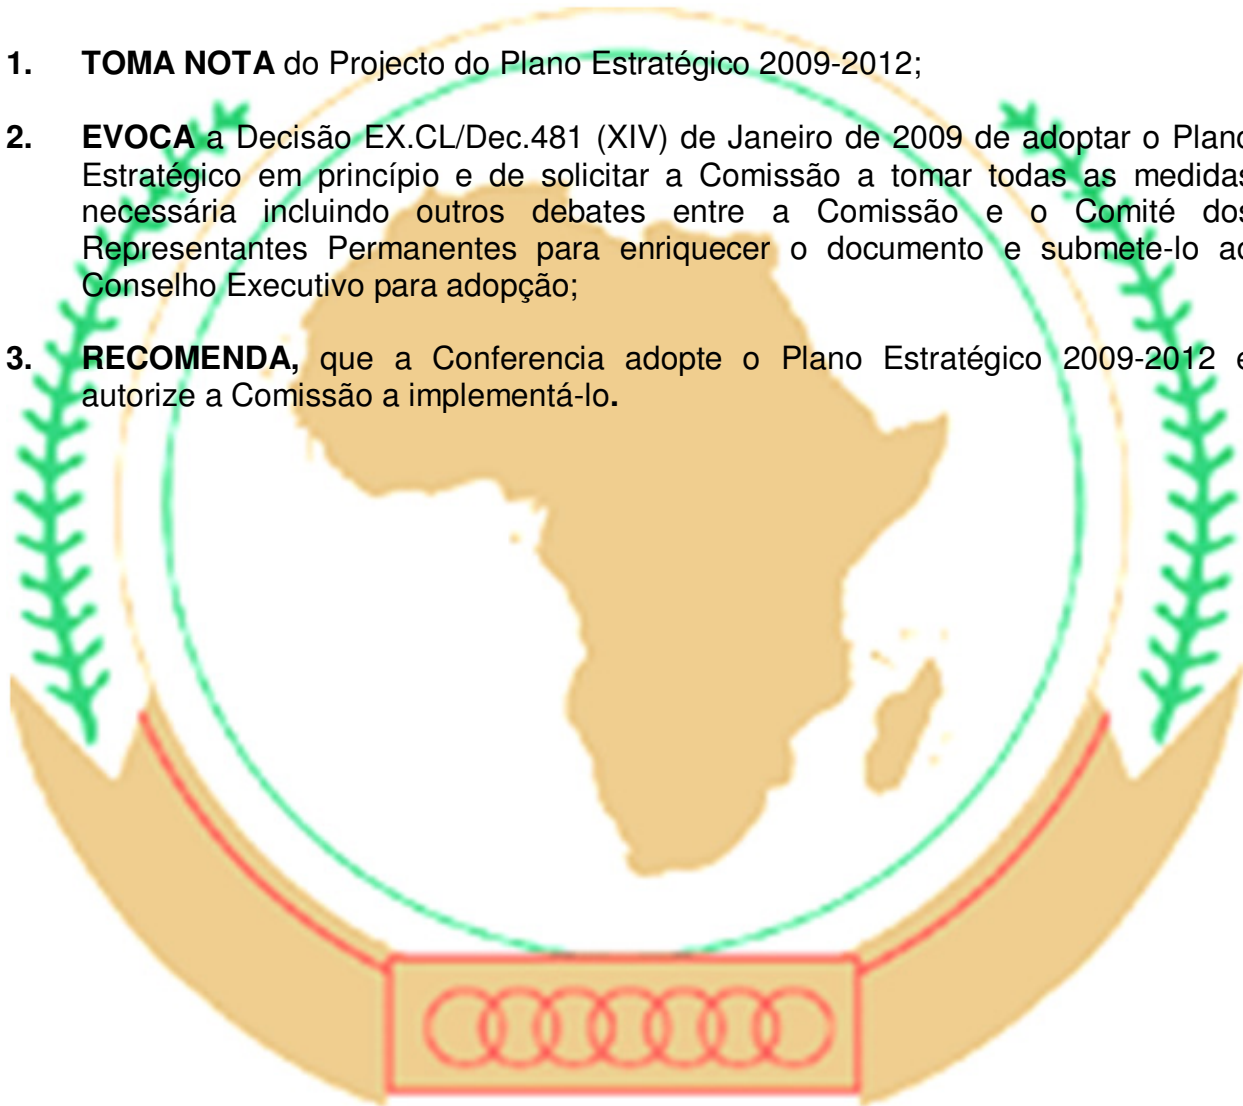 1. TOMA NOTA do Projecto do Plano Estratégico 2009-2012;
2. EVOCA a Decisão EX.CL/Dec.481 (XIV) de Janeiro de 2009 de adoptar o Plano
Estratégico em princípio e de solicitar a Comissão a tomar todas as medidas
necessária incluindo outros debates entre a Comissão e o Comité dos
Representantes Permanentes para enriquecer o documento e submete-lo ao
Conselho Executivo para adopção;
3. RECOMENDA, que a Conferencia adopte o Plano Estratégico 2009-2012 e
autorize a Comissão a implementá-lo.